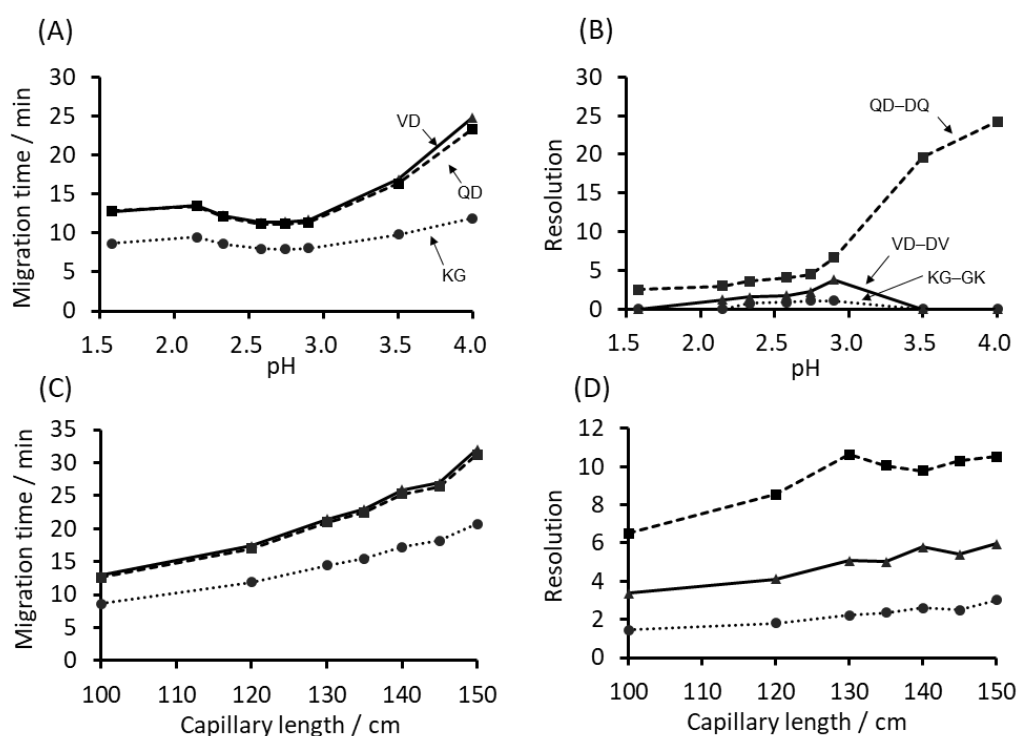 (A)
Migration time / min
30
25
20
15
10
5
0
VD
QD
KG
1.5 2.0 2.5 3.0 3.5 4.0
pH
(B)
Resolution
30
25
20
15
10
5
0
QD–DQ
VD–DV
KG–GK
1.5 2.0 2.5 3.0 3.5 4.0
pH
(C)
Migration time / min
35
30
25
20
15
10
5
0
100 110 120 130 140 150
Capillary length / cm
(D)
Resolution
12
10
8
6
4
2
0
100 110 120 130 140 150
Capillary length / cm